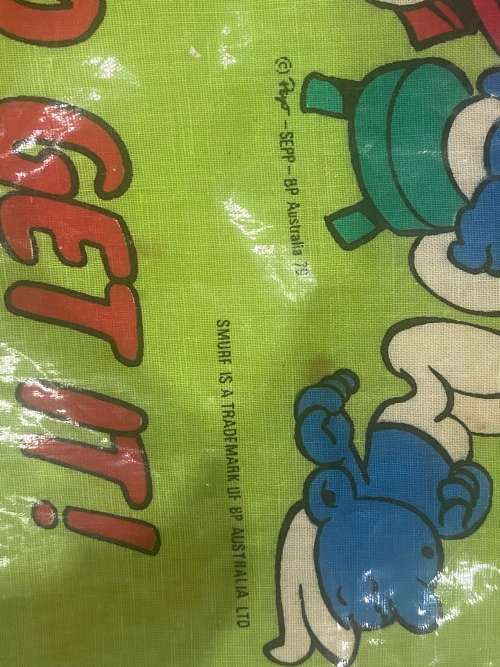 GET IT!
© Peyo - SEPP - BP Australia 79
SMURF IS A TRADEMARK OF BP AUSTRALIA LTD